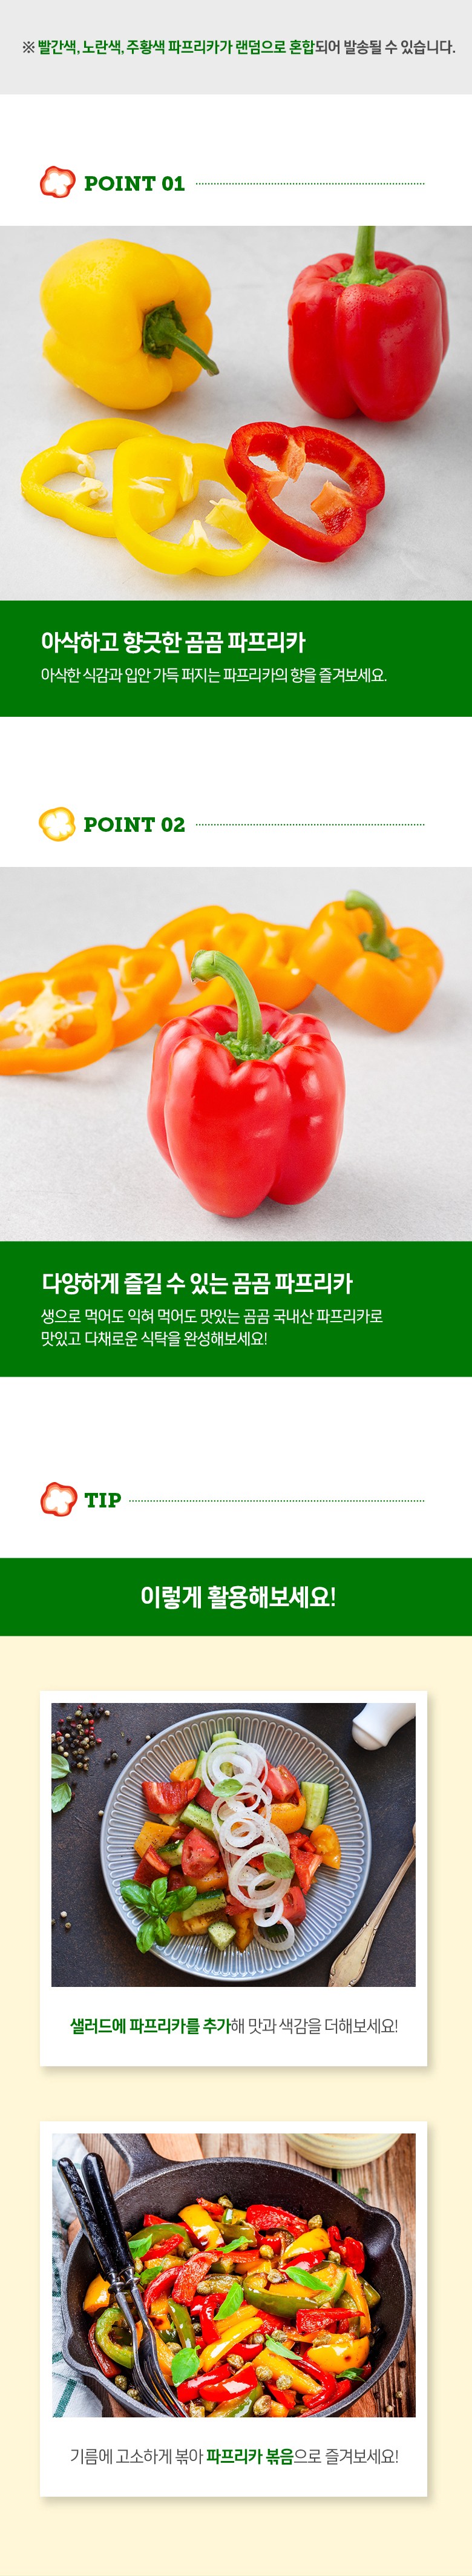 ※ 빨간색, 노란색, 주황색 파프리카가 랜덤으로 혼합되어 발송될 수 있습니다.
POINT 01
아삭하고 향긋한 곰곰 파프리카
아삭한 식감과 입안 가득 퍼지는 파프리카의 향을 즐겨보세요.
POINT 02
다양하게 즐길 수 있는 곰곰 파프리카
생으로 먹어도 익혀 먹어도 맛있는 곰곰 국내산 파프리카로
맛있고 다채로운 식탁을 완성해보세요!
TIP
이렇게 활용해보세요!
샐러드에 파프리카를 추가해 맛과 색감을 더해보세요!
기름에 고소하게 볶아 파프리카 볶음으로 즐겨보세요!